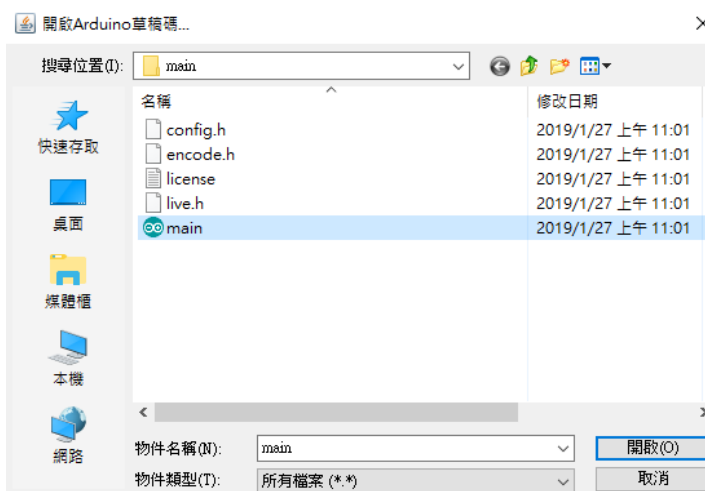 開啟Arduino草稿碼...
搜尋位置(I): main
名稱 修改日期
config.h 2019/1/27 上午 11:01
encode.h 2019/1/27 上午 11:01
license 2019/1/27 上午 11:01
live.h 2019/1/27 上午 11:01
main 2019/1/27 上午 11:01
快速存取
桌面
媒體櫃
本機
網路
物件名稱(N): main 開啟(O)
物件類型(T): 所有檔案 (*.*) 取消